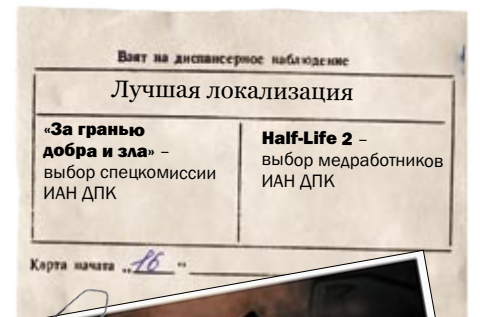 Взят на диспансерное наблюдение
Лучшая локализация
«За гранью
добра и зла» –
выбор спецкомиссии
ИАН ДПК
Half-Life 2 –
выбор медработников
ИАН ДПК
Карта начата „16 “